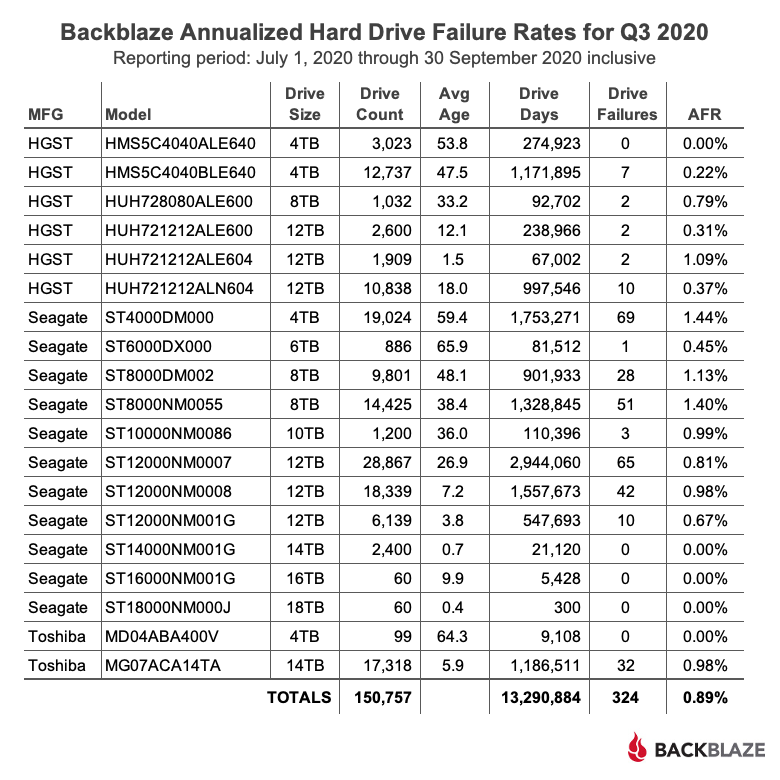 Backblaze Annualized Hard Drive Failure Rates for Q3 2020
Reporting period: July 1, 2020 through 30 September 2020 inclusive
MFG Model Drive Size Drive Count Avg Age Drive Days Drive Failures AFR
HGST HMS5C4040ALE640 4TB 3,023 53.8 274,923 0 0.00%
HGST HMS5C4040BLE640 4TB 12,737 47.5 1,171,895 7 0.22%
HGST HUH728080ALE600 8TB 1,032 33.2 92,702 2 0.79%
HGST HUH721212ALE600 12TB 2,600 12.1 238,966 2 0.31%
HGST HUH721212ALE604 12TB 1,909 1.5 67,002 2 1.09%
HGST HUH721212ALN604 12TB 10,838 18.0 997,546 10 0.37%
Seagate ST4000DM000 4TB 19,024 59.4 1,753,271 69 1.44%
Seagate ST6000DX000 6TB 886 65.9 81,512 1 0.45%
Seagate ST8000DM002 8TB 9,801 48.1 901,933 28 1.13%
Seagate ST8000NM0055 8TB 14,425 38.4 1,328,845 51 1.40%
Seagate ST10000NM0086 10TB 1,200 36.0 110,396 3 0.99%
Seagate ST12000NM0007 12TB 28,867 26.9 2,944,060 65 0.81%
Seagate ST12000NM0008 12TB 18,339 7.2 1,557,673 42 0.98%
Seagate ST12000NM001G 12TB 6,139 3.8 547,693 10 0.67%
Seagate ST14000NM001G 14TB 2,400 0.7 21,120 0 0.00%
Seagate ST16000NM001G 16TB 60 9.9 5,428 0 0.00%
Seagate ST18000NM000J 18TB 60 0.4 300 0 0.00%
Toshiba MD04ABA400V 4TB 99 64.3 9,108 0 0.00%
Toshiba MG07ACA14TA 14TB 17,318 5.9 1,186,511 32 0.98%
TOTALS 150,757 13,290,884 324 0.89%
BACKBLAZE